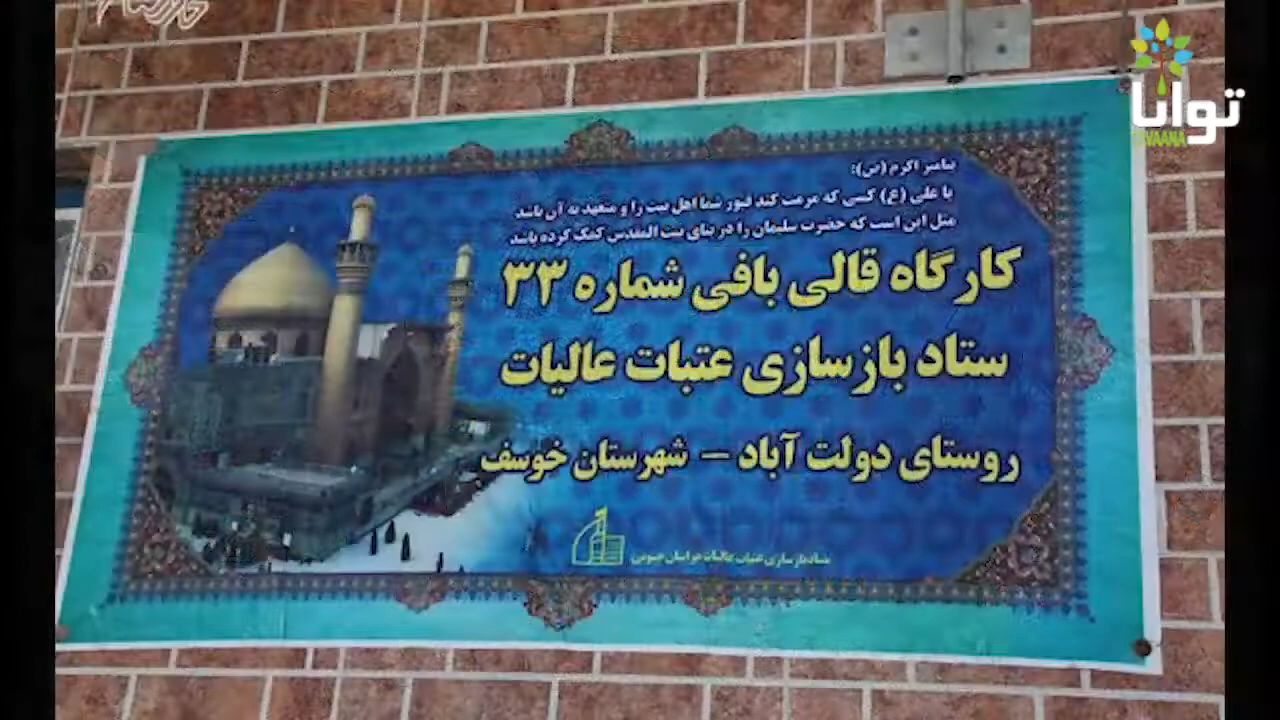 توانا
TAVAANA
پیامبر اکرم (ص):
یا علی (ع) کسی که مرمت کند قبور شما اهل بیت را و متعهد به آن باشد
مثل این است که حضرت سلیمان را در بنای بیت المقدس کمک کرده باشد
کارگاه قالی بافی شماره ۳۳
ستاد بازسازی عتبات عالیات
روستای دولت آباد – شهرستان خوسف
ستاد بازسازی عتبات عالیات خراسان جنوبی